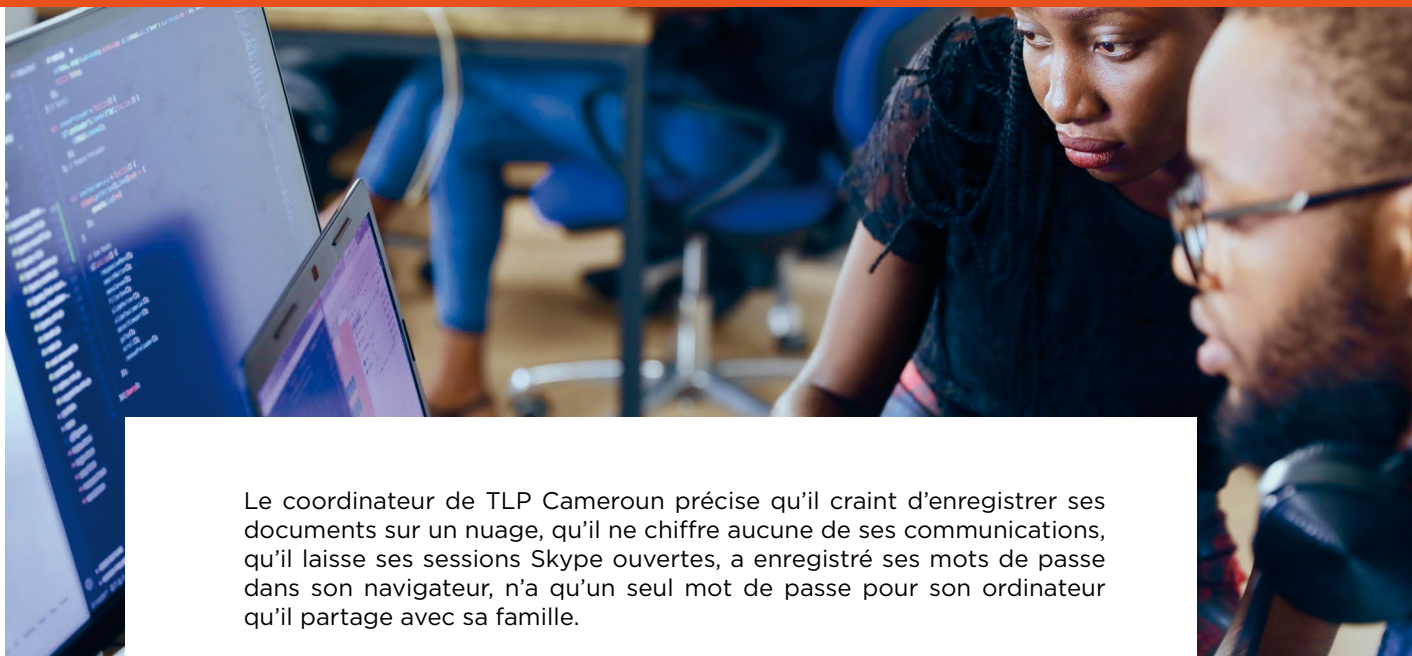 Le coordinateur de TLP Cameroun précise qu'il craint d'enregistrer ses
documents sur un nuage, qu'il ne chiffre aucune de ses communications,
qu'il laisse ses sessions Skype ouvertes, a enregistré ses mots de passe
dans son navigateur, n'a qu'un seul mot de passe pour son ordinateur
qu'il partage avec sa famille.